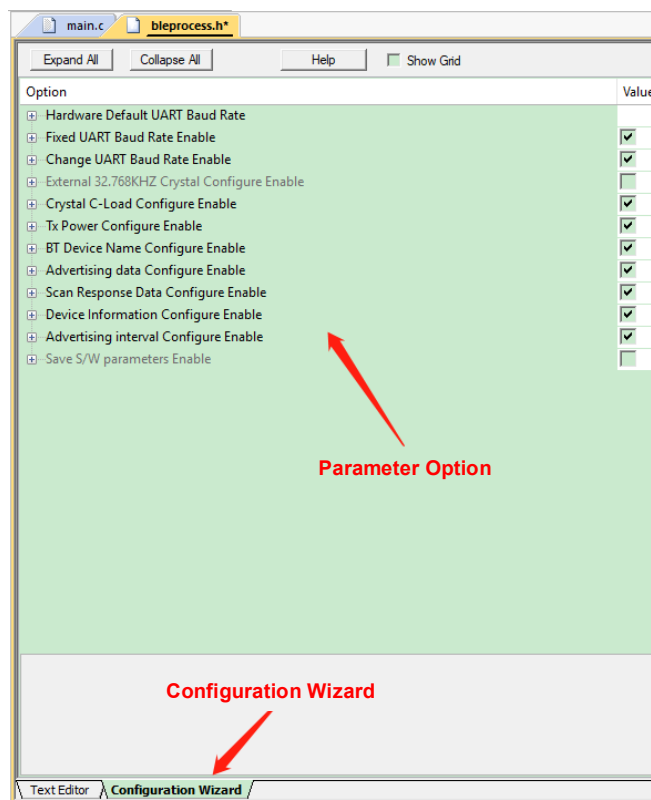 main.c bleprocess.h*
Expand All Collapse All Help Show Grid
Option Value
Hardware Default UART Baud Rate
Fixed UART Baud Rate Enable
Change UART Baud Rate Enable
External 32.768KHZ Crystal Configure Enable
Crystal C-Load Configure Enable
Tx Power Configure Enable
BT Device Name Configure Enable
Advertising data Configure Enable
Scan Response Data Configure Enable
Device Information Configure Enable
Advertising interval Configure Enable
Save S/W parameters Enable
Parameter Option
Configuration Wizard
Text Editor Configuration Wizard